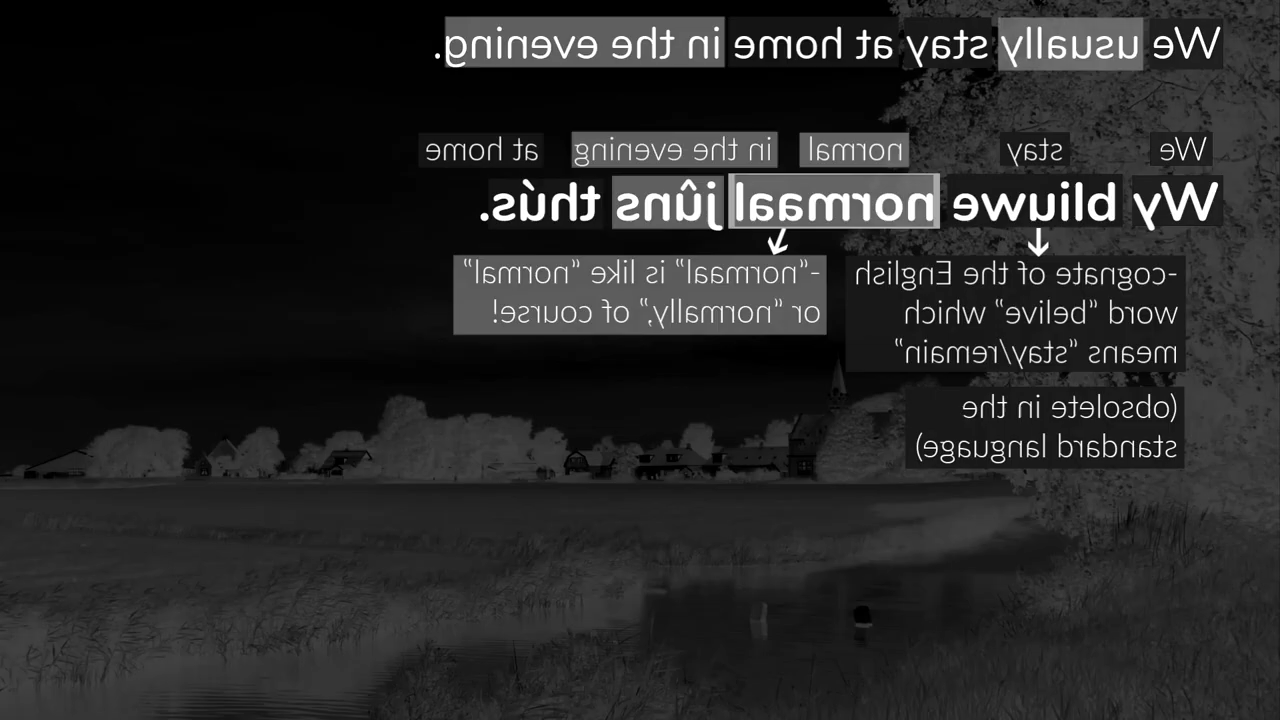 We usually stay at home in the evening.
We stay normal in the evening at home
Wy bliuwe normaal jûns thús.
-cognate of the English
word “belive” which
means “stay/remain”
(obsolete in the
standard language)
-“normaal” is like “normal”
or “normally,” of course!